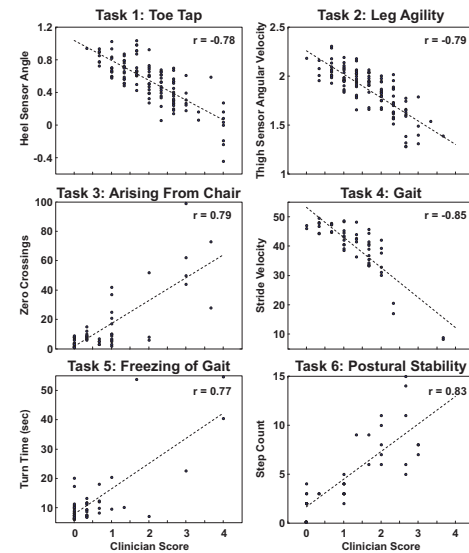 Task 1: Toe Tap
Task 2: Leg Agility
r = -0.78
r = -0.79
Heel Sensor Angle
1.2
0.8
0.4
0
-0.4
Thigh Sensor Angular Velocity
2.5
2
1.5
1
Task 3: Arising From Chair
Task 4: Gait
r = 0.79
r = -0.85
Zero Crossings
100
80
60
40
20
0
Stride Velocity
50
40
30
20
10
Task 5: Freezing of Gait
Task 6: Postural Stability
r = 0.77
r = 0.83
Turn Time (sec)
50
40
30
20
10
Step Count
15
10
5
0
0 1 2 3 4
0 1 2 3 4
Clinician Score
Clinician Score